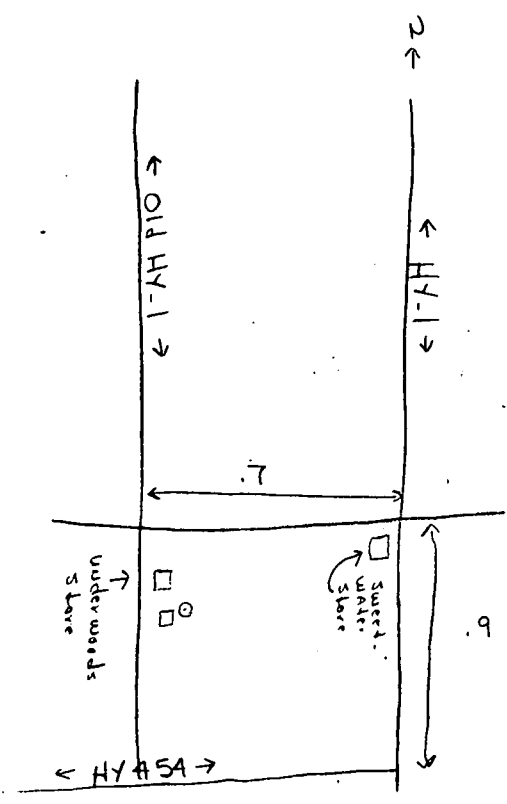 N ↑
← HY-1 →
← Old HY-1 →
.7
.9
Sweet-
water
Store
underwoods
Store
← HY #54 →